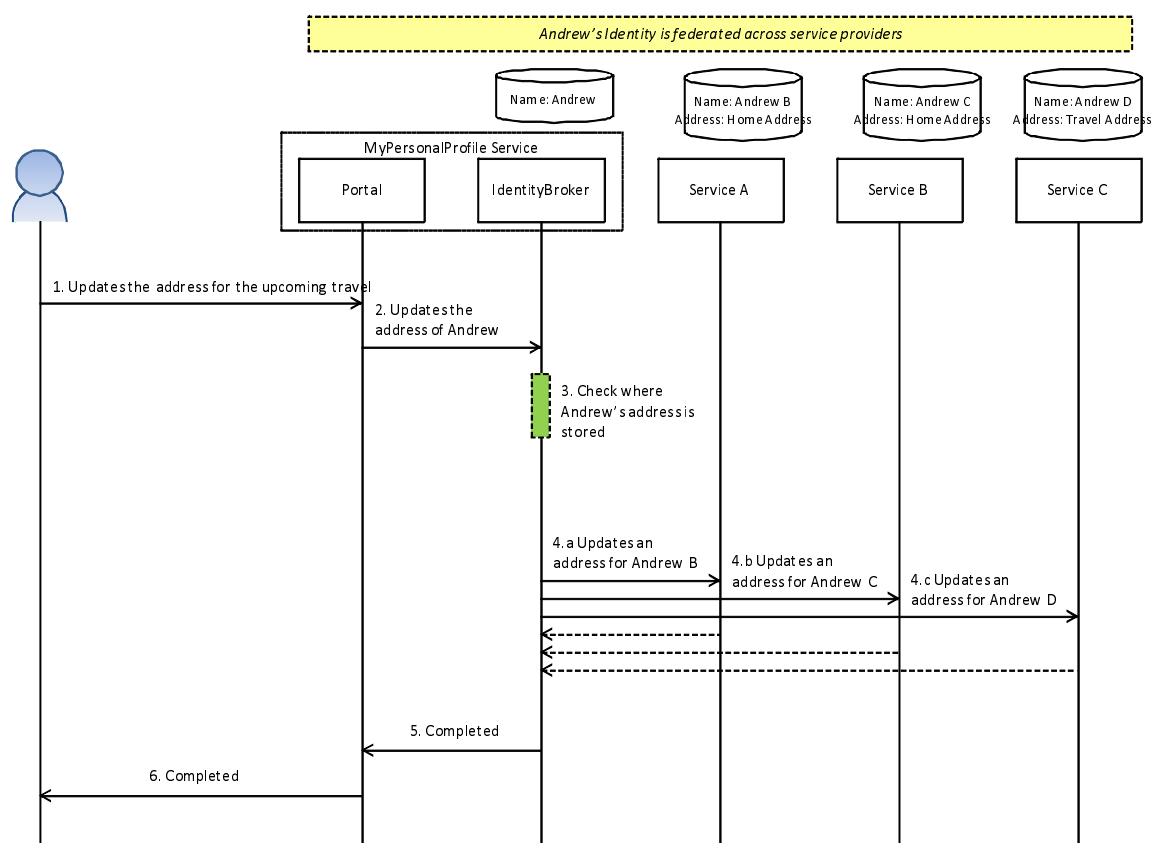 Andrew's Identity is federated across service providers
Name: Andrew
Name: Andrew B
Address: Home Address
Name: Andrew C
Address: Home Address
Name: Andrew D
Address: Travel Address
MyPersonalProfile Service
Portal
IdentityBroker
Service A
Service B
Service C
1. Updates the address for the upcoming travel
2. Updates the
address of Andrew
3. Check where
Andrew's address is
stored
4.a Updates an
address for Andrew B
4.b Updates an
address for Andrew C
4.c Updates an
address for Andrew D
5. Completed
6. Completed